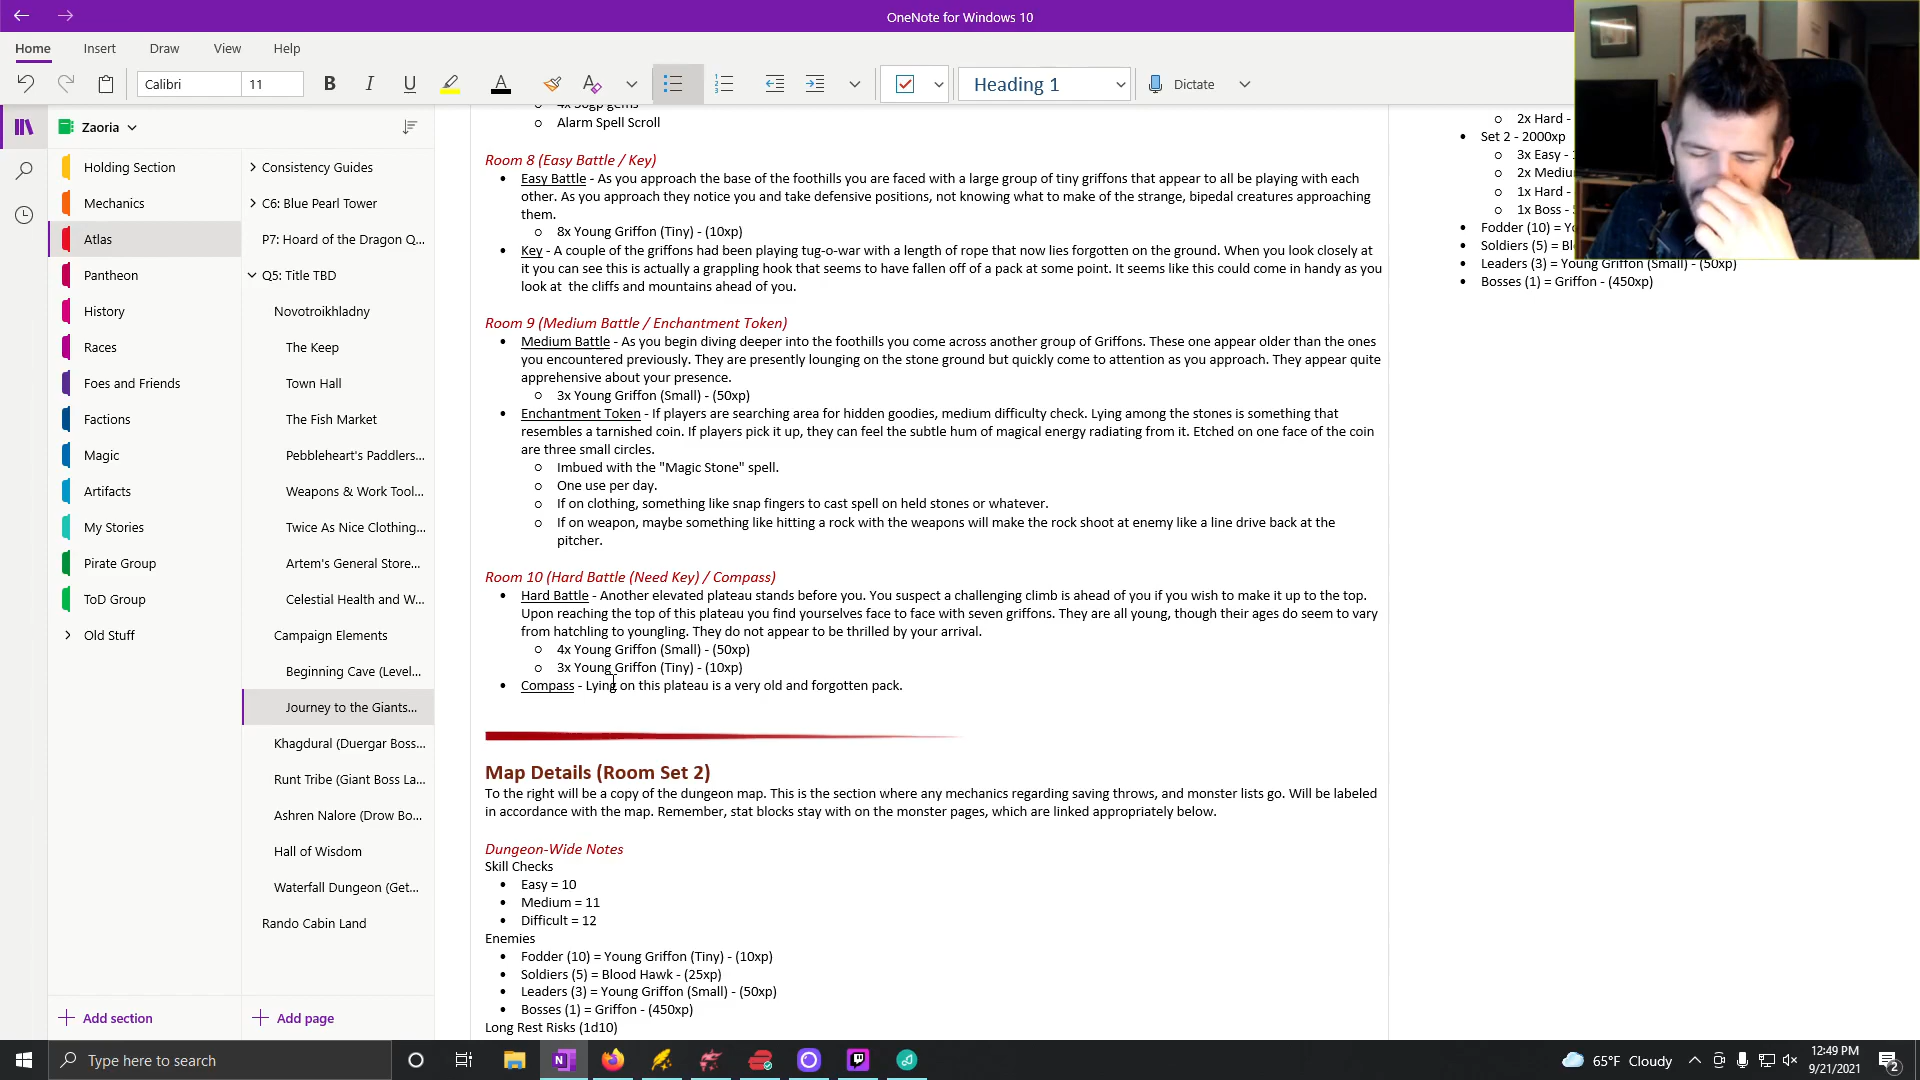 OneNote for Windows 10
Home
Insert
Draw
View
Help
Calibri
11
Heading 1
Dictate
Zaoria
Holding Section
Mechanics
Atlas
Pantheon
History
Races
Foes and Friends
Factions
Magic
Artifacts
My Stories
Pirate Group
ToD Group
Old Stuff
Add section
Consistency Guides
C6: Blue Pearl Tower
P7: Hoard of the Dragon Q...
Q5: Title TBD
Novotroikhladny
The Keep
Town Hall
The Fish Market
Pebbleheart's Paddlers...
Weapons & Work Tool...
Twice As Nice Clothing...
Artem's General Store...
Celestial Health and W...
Campaign Elements
Beginning Cave (Level...
Journey to the Giants...
Khagdural (Duergar Boss...
Runt Tribe (Giant Boss La...
Ashren Nalore (Drow Bo...
Hall of Wisdom
Waterfall Dungeon (Get...
Rando Cabin Land
Add page
4x 50gp gems
Alarm Spell Scroll
Room 8 (Easy Battle / Key)
Easy Battle - As you approach the base of the foothills you are faced with a large group of tiny griffons that appear to all be playing with each
other. As you approach they notice you and take defensive positions, not knowing what to make of the strange, bipedal creatures approaching
them.
8x Young Griffon (Tiny) - (10xp)
Key - A couple of the griffons had been playing tug-o-war with a length of rope that now lies forgotten on the ground. When you look closely at
it you can see this is actually a grappling hook that seems to have fallen off of a pack at some point. It seems like this could come in handy as you
look at  the cliffs and mountains ahead of you.
Room 9 (Medium Battle / Enchantment Token)
Medium Battle - As you begin diving deeper into the foothills you come across another group of Griffons. These one appear older than the ones
you encountered previously. They are presently lounging on the stone ground but quickly come to attention as you approach. They appear quite
apprehensive about your presence.
3x Young Griffon (Small) - (50xp)
Enchantment Token - If players are searching area for hidden goodies, medium difficulty check. Lying among the stones is something that
resembles a tarnished coin. If players pick it up, they can feel the subtle hum of magical energy radiating from it. Etched on one face of the coin
are three small circles.
Imbued with the "Magic Stone" spell.
One use per day.
If on clothing, something like snap fingers to cast spell on held stones or whatever.
If on weapon, maybe something like hitting a rock with the weapons will make the rock shoot at enemy like a line drive back at the
pitcher.
Room 10 (Hard Battle (Need Key) / Compass)
Hard Battle - Another elevated plateau stands before you. You suspect a challenging climb is ahead of you if you wish to make it up to the top.
Upon reaching the top of this plateau you find yourselves face to face with seven griffons. They are all young, though their ages do seem to vary
from hatchling to youngling. They do not appear to be thrilled by your arrival.
4x Young Griffon (Small) - (50xp)
3x Young Griffon (Tiny) - (10xp)
Compass - Lying on this plateau is a very old and forgotten pack.
Map Details (Room Set 2)
To the right will be a copy of the dungeon map. This is the section where any mechanics regarding saving throws, and monster lists go. Will be labeled
in accordance with the map. Remember, stat blocks stay with on the monster pages, which are linked appropriately below.
Dungeon-Wide Notes
Skill Checks
Easy = 10
Medium = 11
Difficult = 12
Enemies
Fodder (10) = Young Griffon (Tiny) - (10xp)
Soldiers (5) = Blood Hawk - (25xp)
Leaders (3) = Young Griffon (Small) - (50xp)
Bosses (1) = Griffon - (450xp)
Long Rest Risks (1d10)
2x Hard -
Set 2 - 2000xp
3x Easy -
2x Mediu
1x Hard -
1x Boss -
Fodder (10) = Yo
Soldiers (5) = Bl
Leaders (3) = Young Griffon (Small) - (50xp)
Bosses (1) = Griffon - (450xp)
Type here to search
65°F Cloudy
12:49 PM
9/21/2021
2